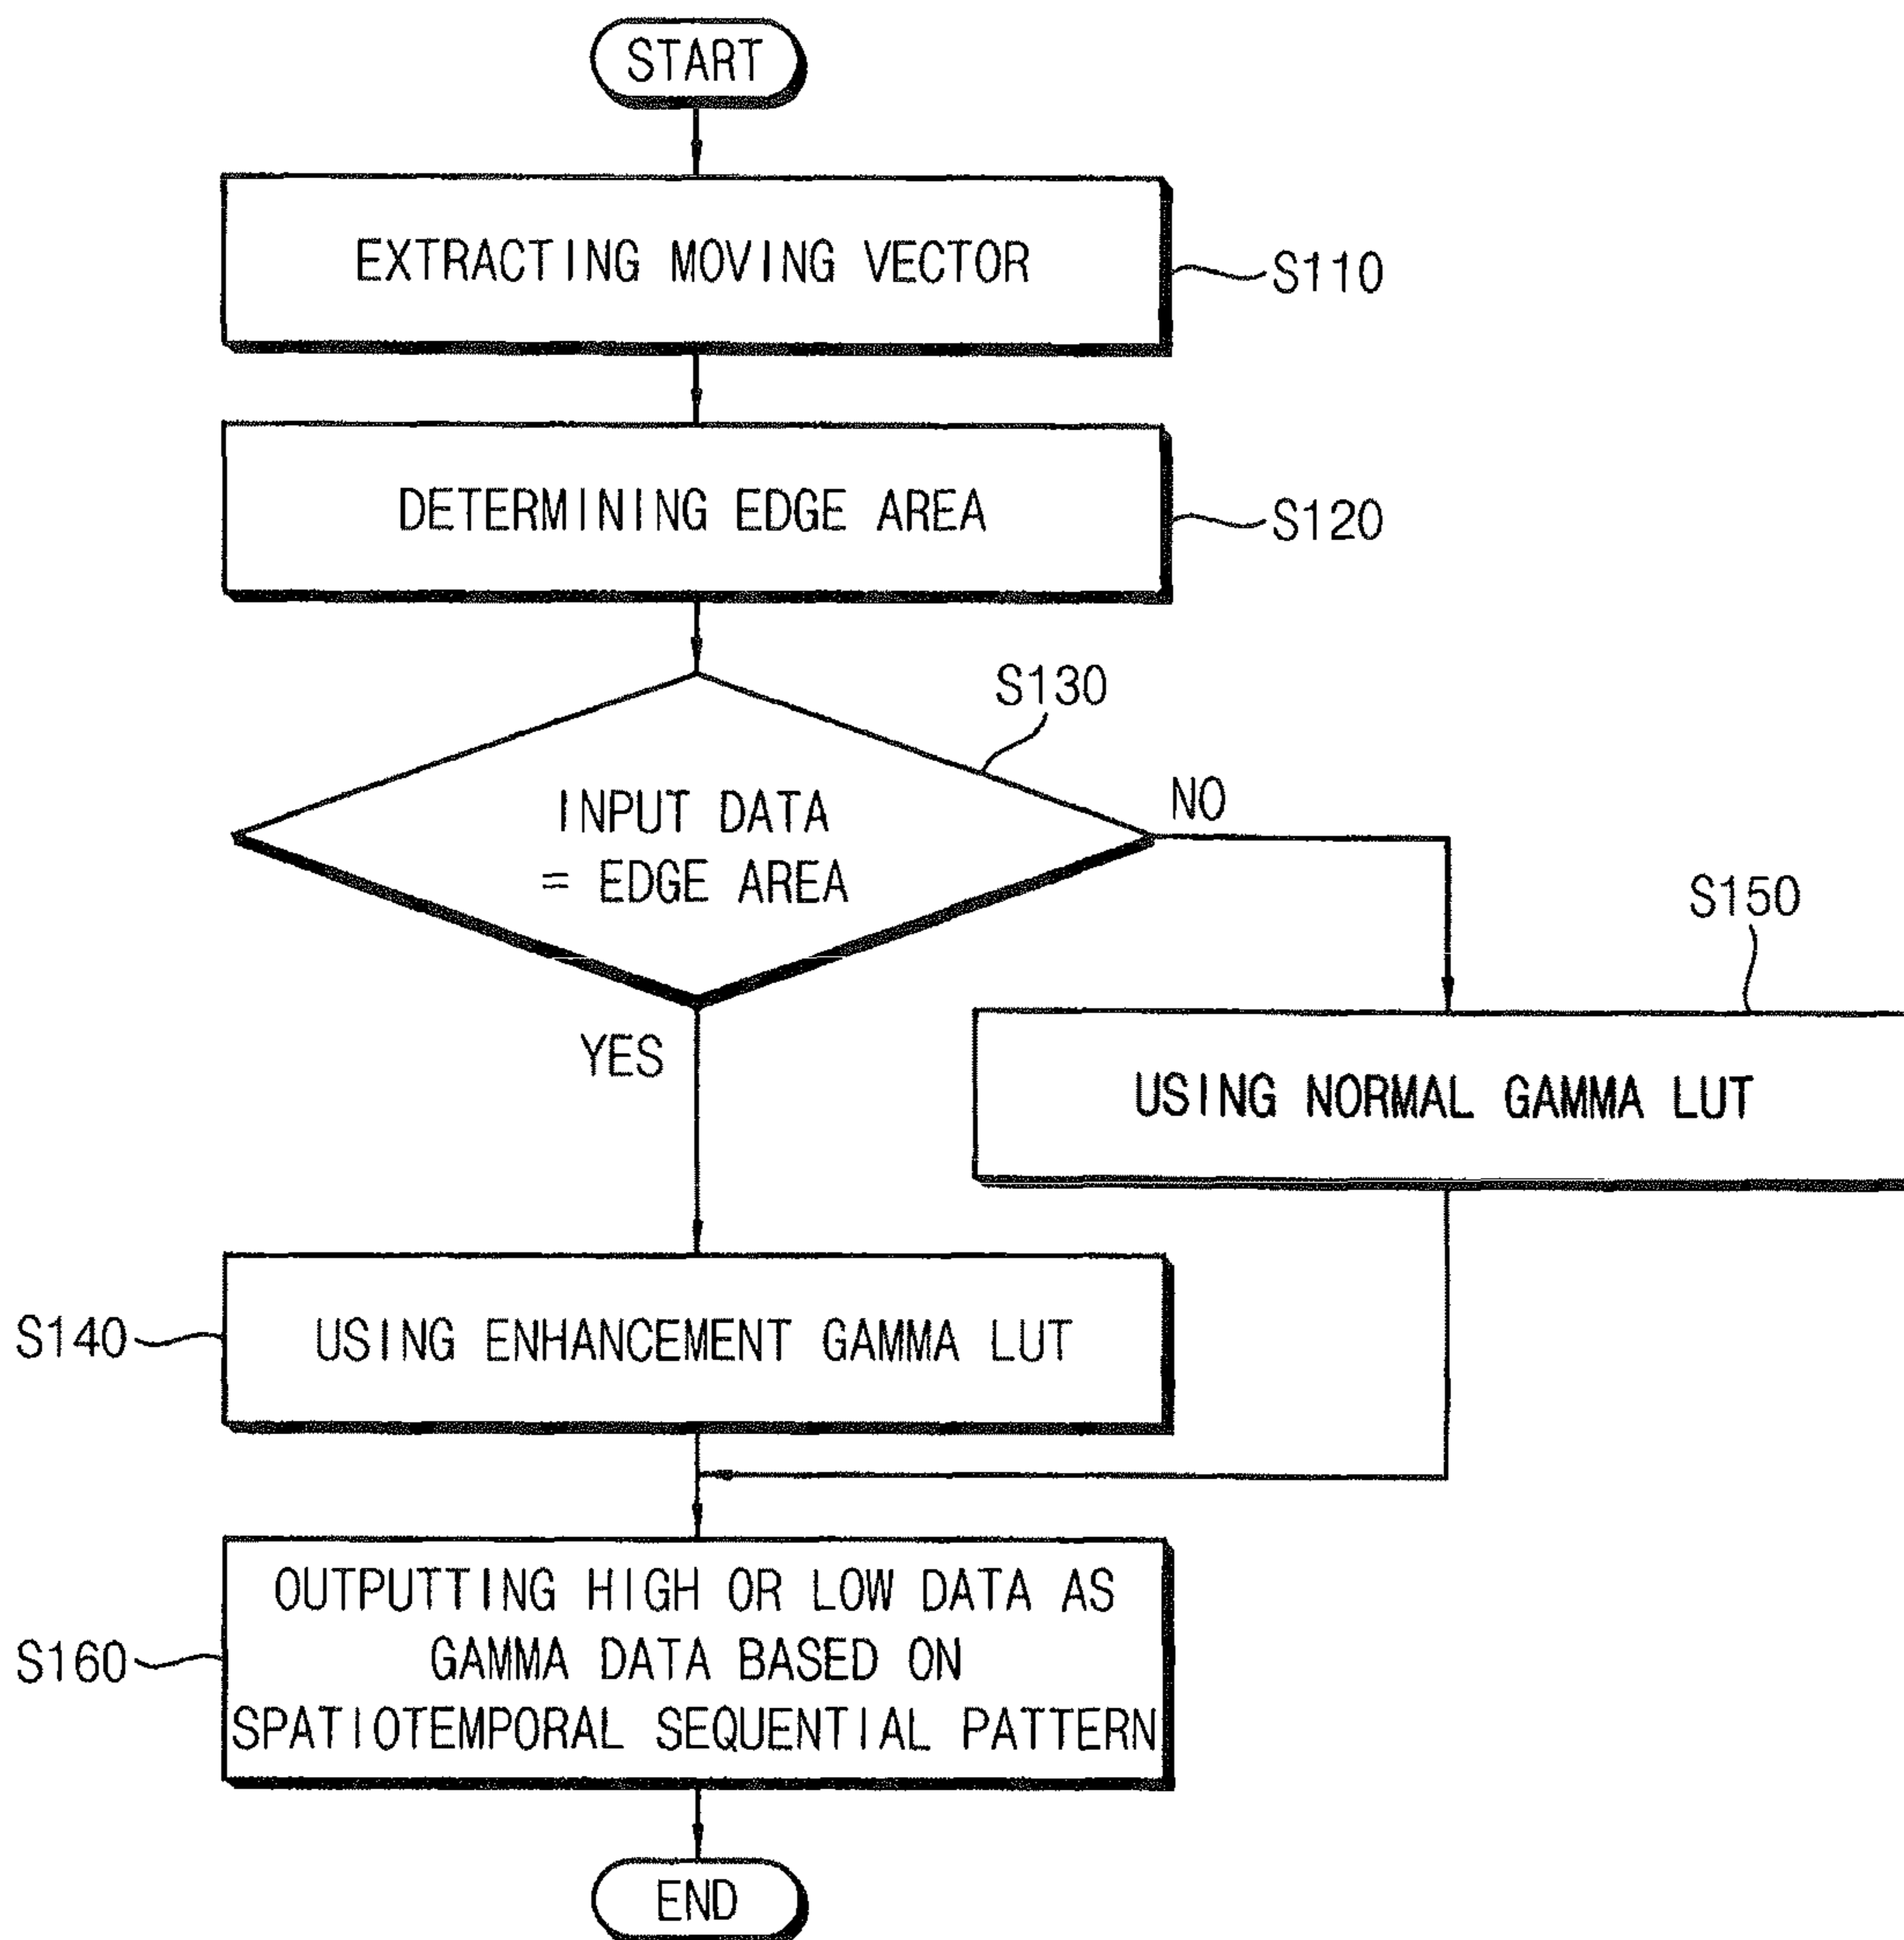 START
EXTRACTING MOVING VECTOR
S110
DETERMINING EDGE AREA
S120
S130
INPUT DATA
= EDGE AREA
NO
YES
S150
USING NORMAL GAMMA LUT
S140
USING ENHANCEMENT GAMMA LUT
S160
OUTPUTTING HIGH OR LOW DATA AS
GAMMA DATA BASED ON
SPATIOTEMPORAL SEQUENTIAL PATTERN
END